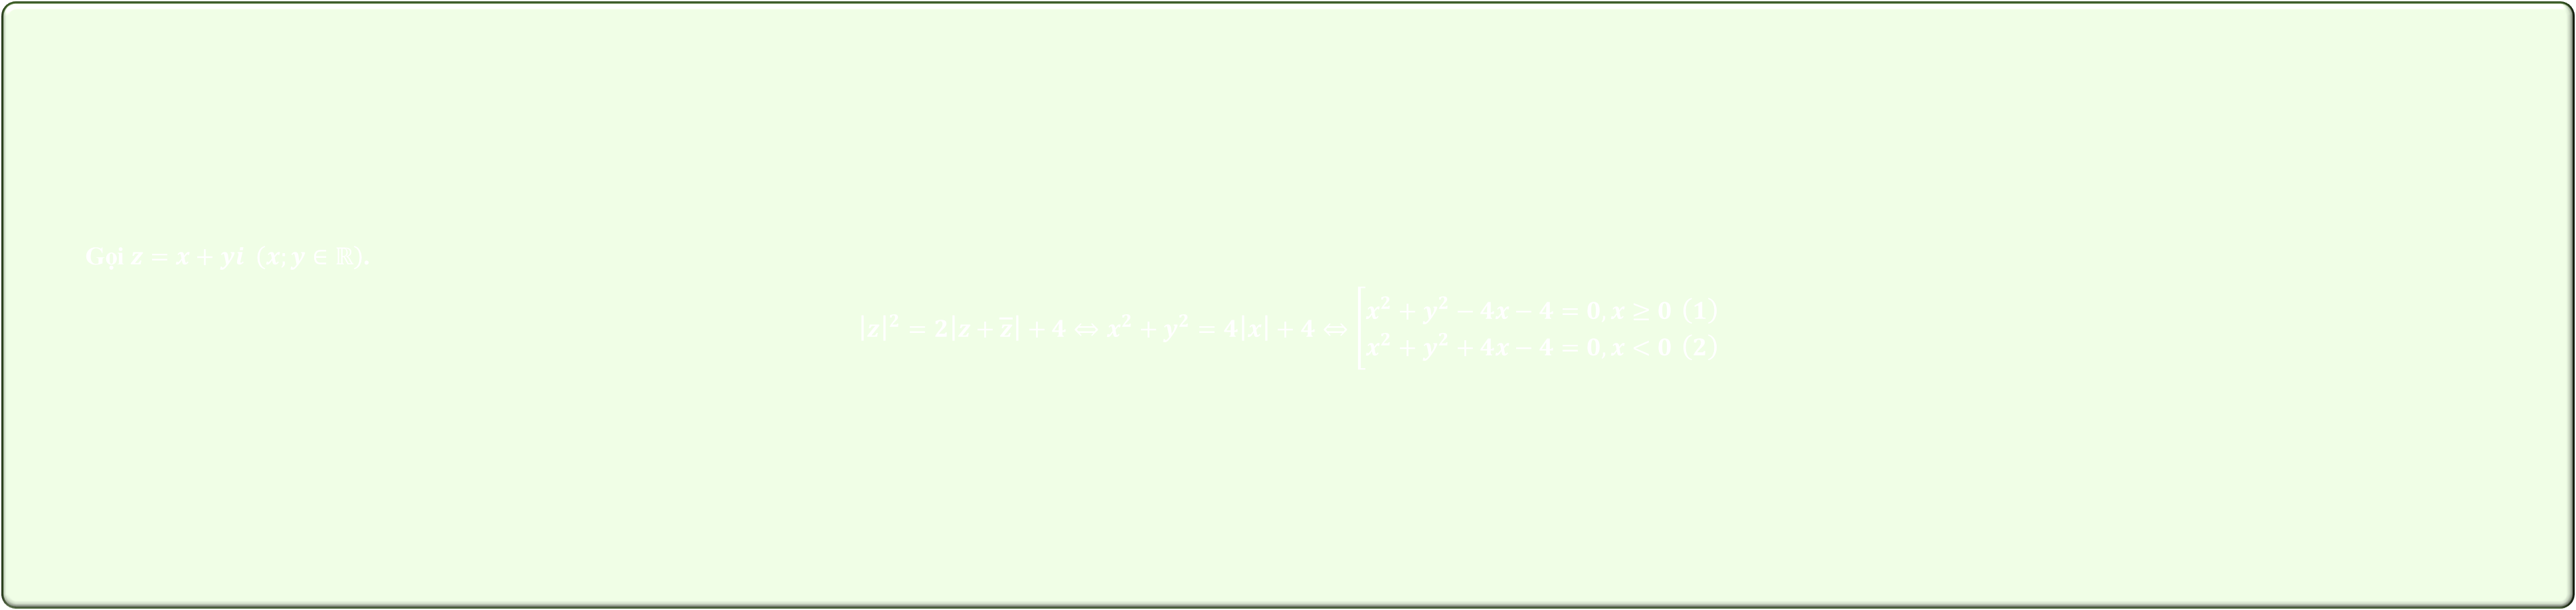 Gọi z = x + yi (x; y ∈ ℝ).
|z|² = 2|z + z̅| + 4 ⇔ x² + y² = 4|x| + 4 ⇔ [ x² + y² − 4x − 4 = 0, x ≥ 0 (1)
x² + y² + 4x − 4 = 0, x < 0 (2)